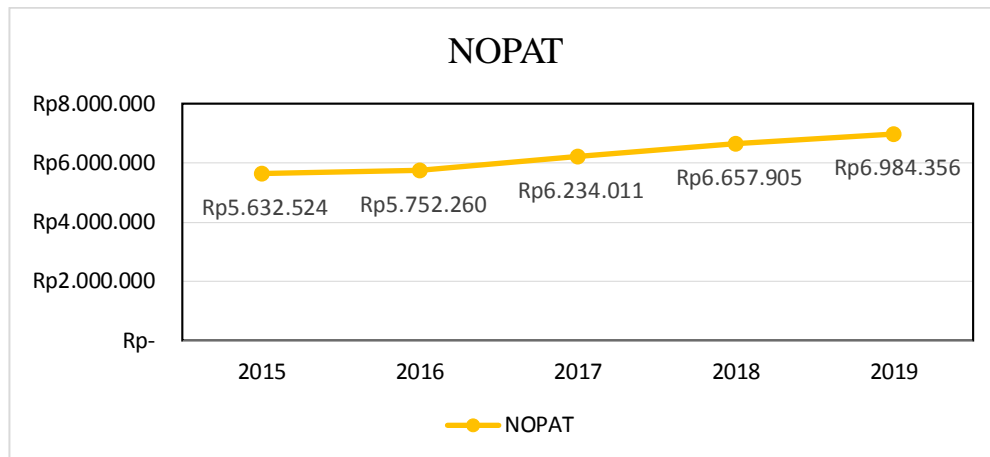 NOPAT
Rp8.000.000
Rp6.000.000
Rp4.000.000
Rp2.000.000
Rp-
Rp5.632.524
Rp5.752.260
Rp6.234.011
Rp6.657.905
Rp6.984.356
2015 2016 2017 2018 2019
NOPAT